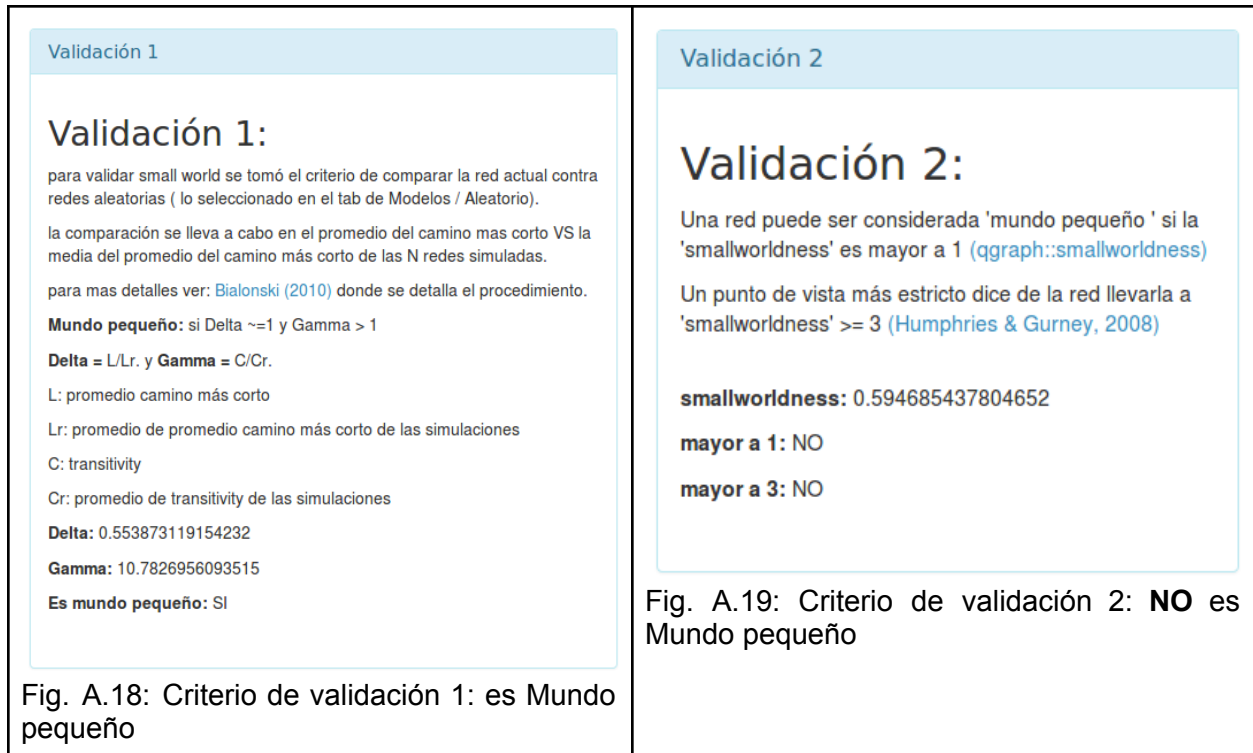 Validación 1
Validación 1:
para validar small world se tomó el criterio de comparar la red actual contra
redes aleatorias ( lo seleccionado en el tab de Modelos / Aleatorio).
la comparación se lleva a cabo en el promedio del camino mas corto VS la
media del promedio del camino más corto de las N redes simuladas.
para mas detalles ver: Bialonski (2010) donde se detalla el procedimiento.
Mundo pequeño: si Delta ~=1 y Gamma > 1
Delta = L/Lr. y Gamma = C/Cr.
L: promedio camino más corto
Lr: promedio de promedio camino más corto de las simulaciones
C: transitivity
Cr: promedio de transitivity de las simulaciones
Delta: 0.553873119154232
Gamma: 10.7826956093515
Es mundo pequeño: SI
Fig. A.18: Criterio de validación 1: es Mundo
pequeño
Validación 2
Validación 2:
Una red puede ser considerada 'mundo pequeño ' si la
'smallworldness' es mayor a 1 (qgraph::smallworldness)
Un punto de vista más estricto dice de la red llevarla a
'smallworldness' >= 3 (Humphries & Gurney, 2008)
smallworldness: 0.594685437804652
mayor a 1: NO
mayor a 3: NO
Fig. A.19: Criterio de validación 2: NO es
Mundo pequeño